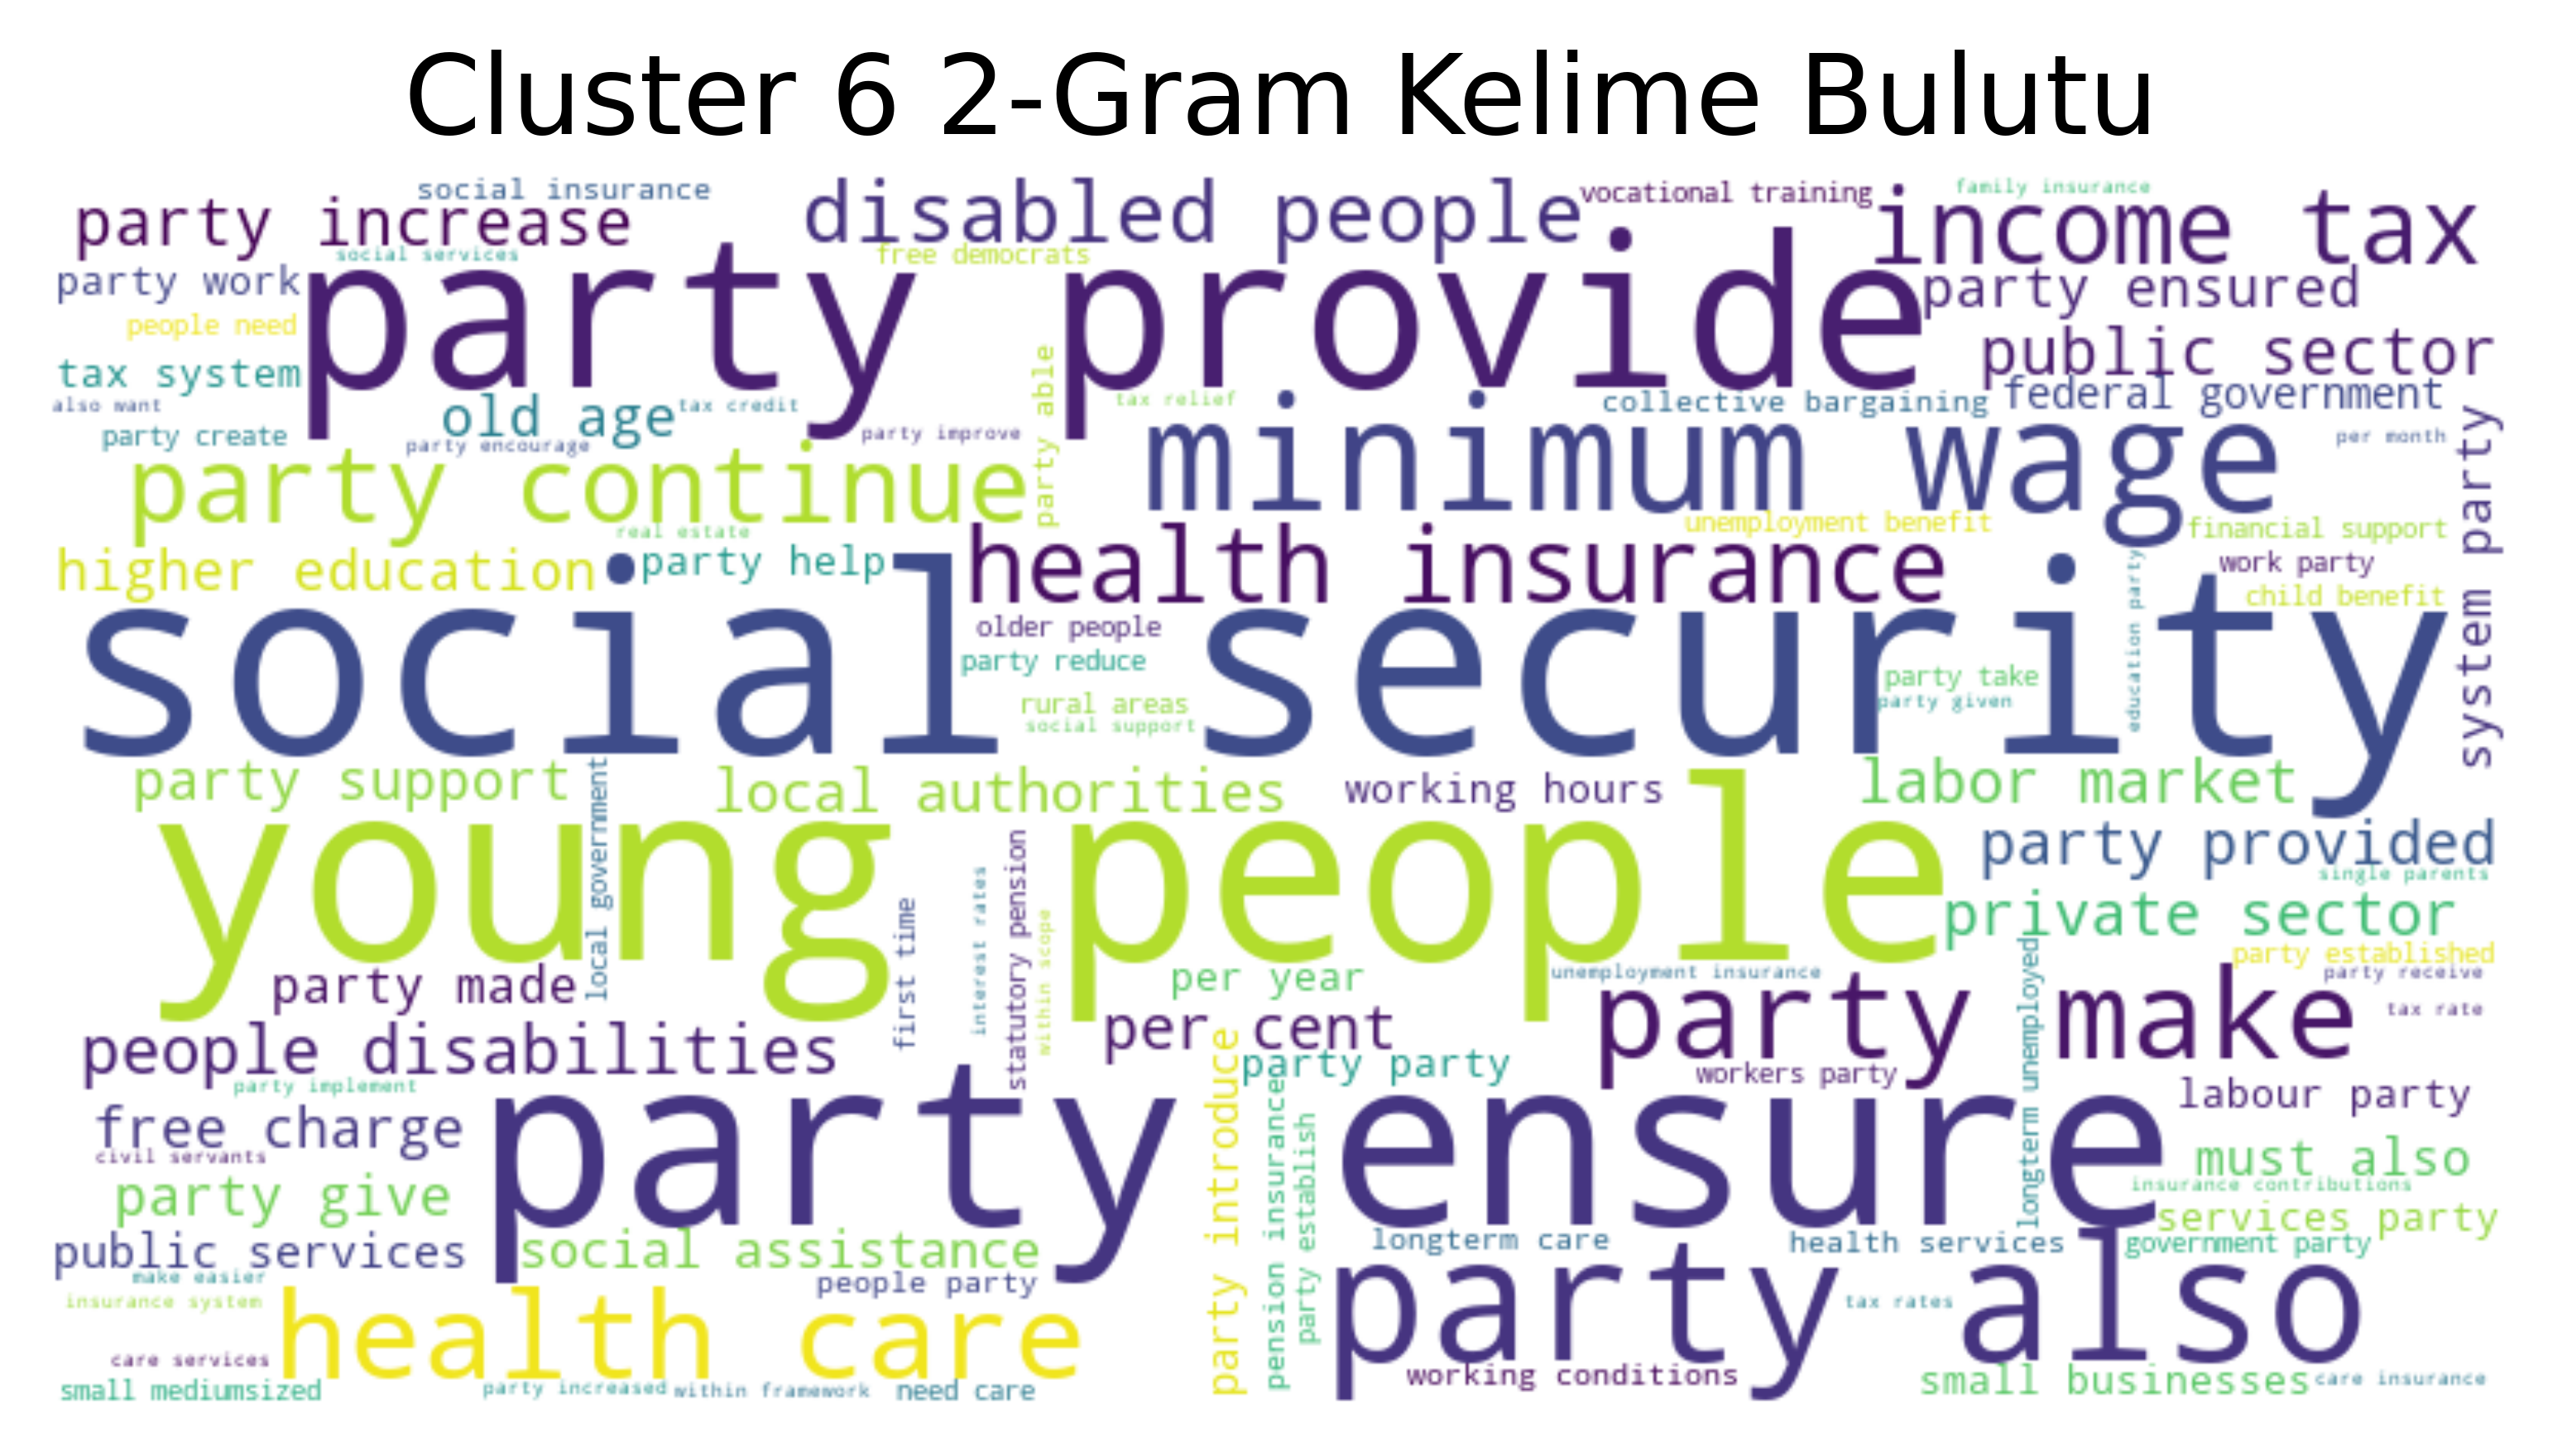 Cluster 6 2-Gram Kelime Bulutu
social insurance
disabled people
vocational training
family insurance
party increase
income tax
social services
free democrats
party work
party provide
party ensured
people need
public sector
tax system
party able
also want
old age
tax credit
tax relief
collective bargaining
federal government
party create
party encourage
party improve
minimum wage
per month
system party
party continue
real estate
unemployment benefit
financial support
higher education
party help
health insurance
work party
education party
child benefit
social security
older people
party reduce
party take
rural areas
party given
social support
party support
local government
local authorities
working hours
labor market
young people
party provided
single parents
statutory pension
interest rates
first time
within scope
private sector
party established
party made
per year
unemployment insurance
longterm unemployed
party receive
party make
tax rate
people disabilities
per cent
party introduce
party party
workers party
party implement
pension insurance
party establish
labour party
free charge
party ensure
civil servants
must also
party give
insurance contributions
services party
public services
social assistance
longterm care
health services
government party
make easier
people party
party also
insurance system
health care
tax rates
care services
working conditions
small mediumsized
party increased
within framework
need care
small businesses
care insurance